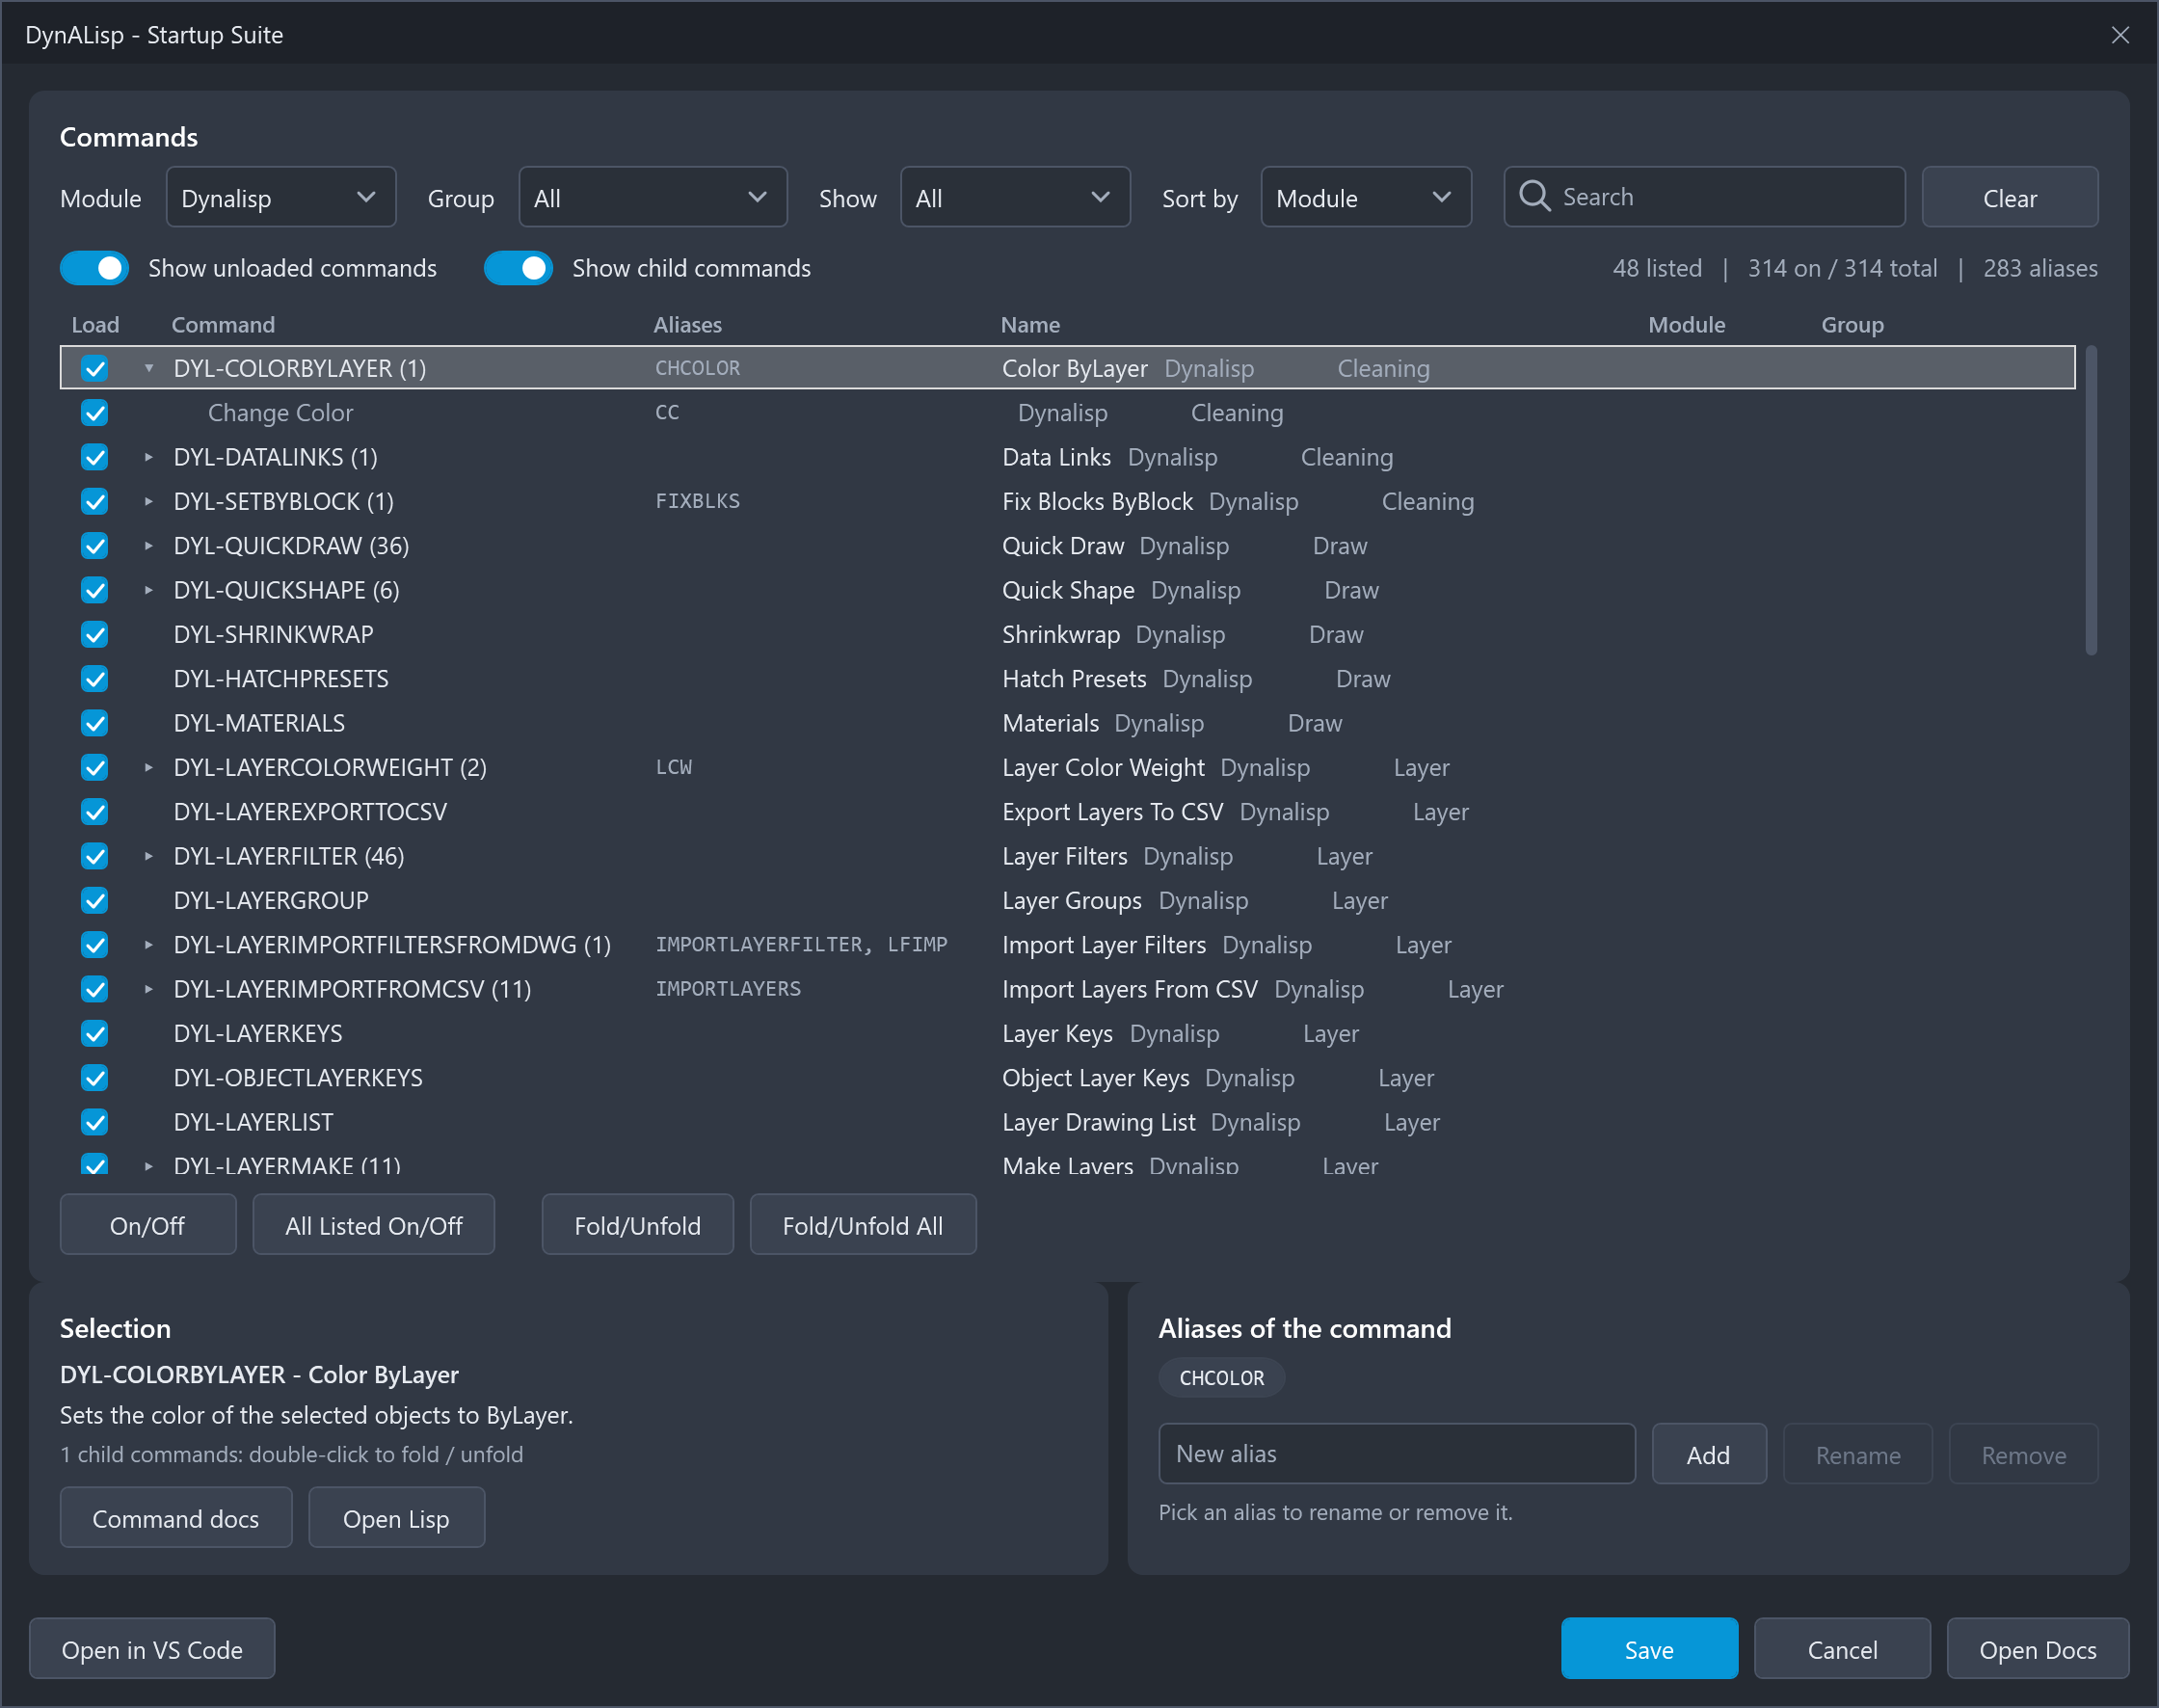 DynALisp - Startup Suite
Commands
Module Dynalisp Group All Show All Sort by Module Search Clear
Show unloaded commands Show child commands 48 listed | 314 on / 314 total | 283 aliases
Load Command Aliases Name Module Group
DYL-COLORBYLAYER (1) CHCOLOR Color ByLayer Dynalisp Cleaning
Change Color CC Dynalisp Cleaning
DYL-DATALINKS (1) Data Links Dynalisp Cleaning
DYL-SETBYBLOCK (1) FIXBLKS Fix Blocks ByBlock Dynalisp Cleaning
DYL-QUICKDRAW (36) Quick Draw Dynalisp Draw
DYL-QUICKSHAPE (6) Quick Shape Dynalisp Draw
DYL-SHRINKWRAP Shrinkwrap Dynalisp Draw
DYL-HATCHPRESETS Hatch Presets Dynalisp Draw
DYL-MATERIALS Materials Dynalisp Draw
DYL-LAYERCOLORWEIGHT (2) LCW Layer Color Weight Dynalisp Layer
DYL-LAYEREXPORTTOCSV Export Layers To CSV Dynalisp Layer
DYL-LAYERFILTER (46) Layer Filters Dynalisp Layer
DYL-LAYERGROUP Layer Groups Dynalisp Layer
DYL-LAYERIMPORTFILTERSFROMDWG (1) IMPORTLAYERFILTER, LFIMP Import Layer Filters Dynalisp Layer
DYL-LAYERIMPORTFROMCSV (11) IMPORTLAYERS Import Layers From CSV Dynalisp Layer
DYL-LAYERKEYS Layer Keys Dynalisp Layer
DYL-OBJECTLAYERKEYS Object Layer Keys Dynalisp Layer
DYL-LAYERLIST Layer Drawing List Dynalisp Layer
DYL-LAYERMAKE (11) Make Layers Dynalisp Layer
On/Off All Listed On/Off Fold/Unfold Fold/Unfold All
Selection
DYL-COLORBYLAYER - Color ByLayer
Sets the color of the selected objects to ByLayer.
1 child commands: double-click to fold / unfold
Command docs Open Lisp
Aliases of the command
CHCOLOR
New alias Add Rename Remove
Pick an alias to rename or remove it.
Open in VS Code Save Cancel Open Docs